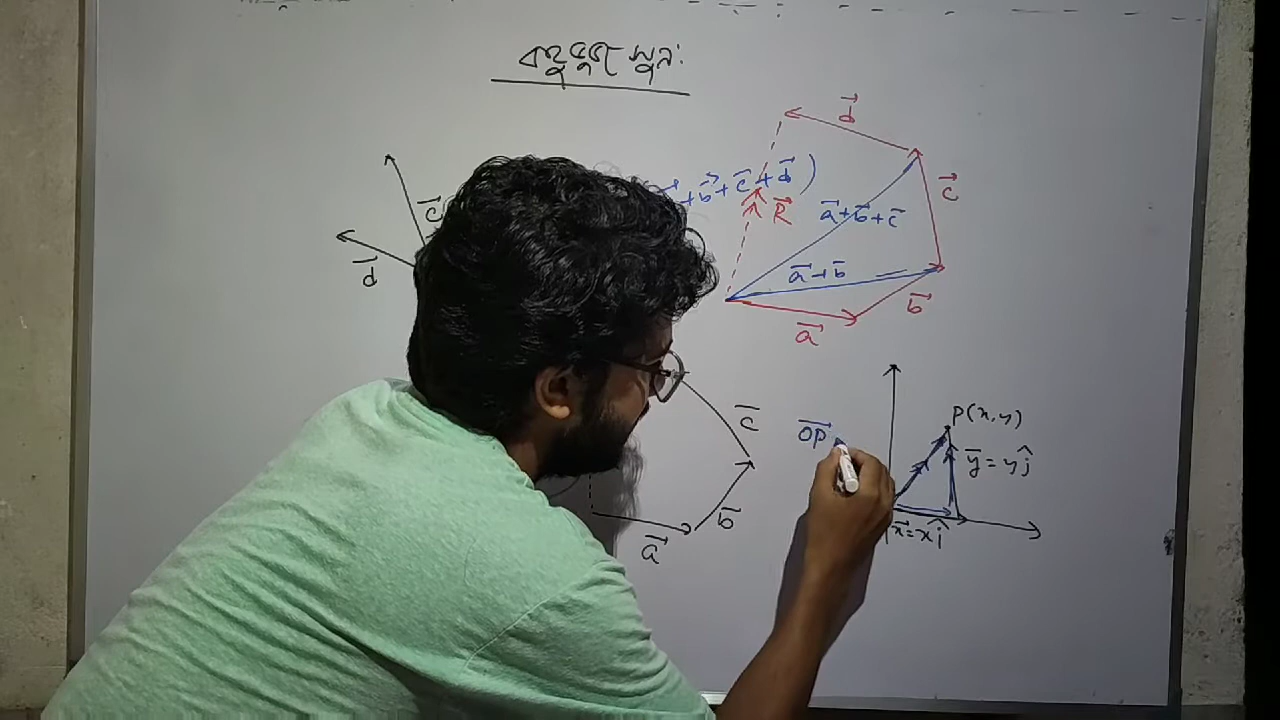 বহুভুজ সূত্র:
d⃗
+ b⃗ + c⃗ + d⃗ )
c⃗
R⃗
a⃗+b⃗+c⃗
c⃗
d⃗
a⃗+b⃗
b⃗
a⃗
P(x,y)
c⃗
OP⃗
y⃗ = yĵ
b⃗
x⃗ = xî
a⃗